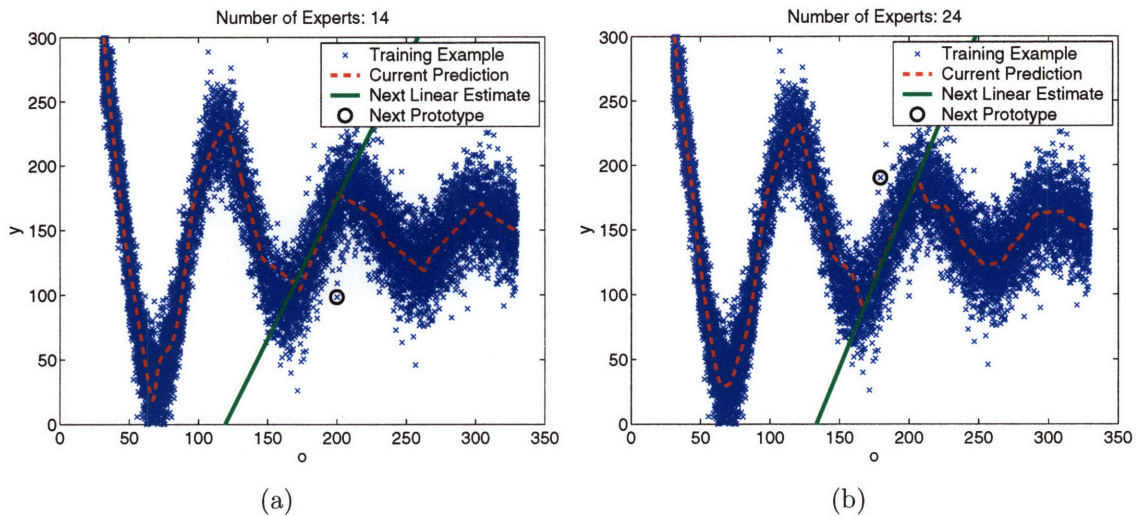 Number of Experts: 14
300
250
200
150
100
50
0
y
0 50 100 150 200 250 300 350
o
Training Example
Current Prediction
Next Linear Estimate
Next Prototype
(a)
Number of Experts: 24
300
250
200
150
100
50
0
y
0 50 100 150 200 250 300 350
o
Training Example
Current Prediction
Next Linear Estimate
Next Prototype
(b)